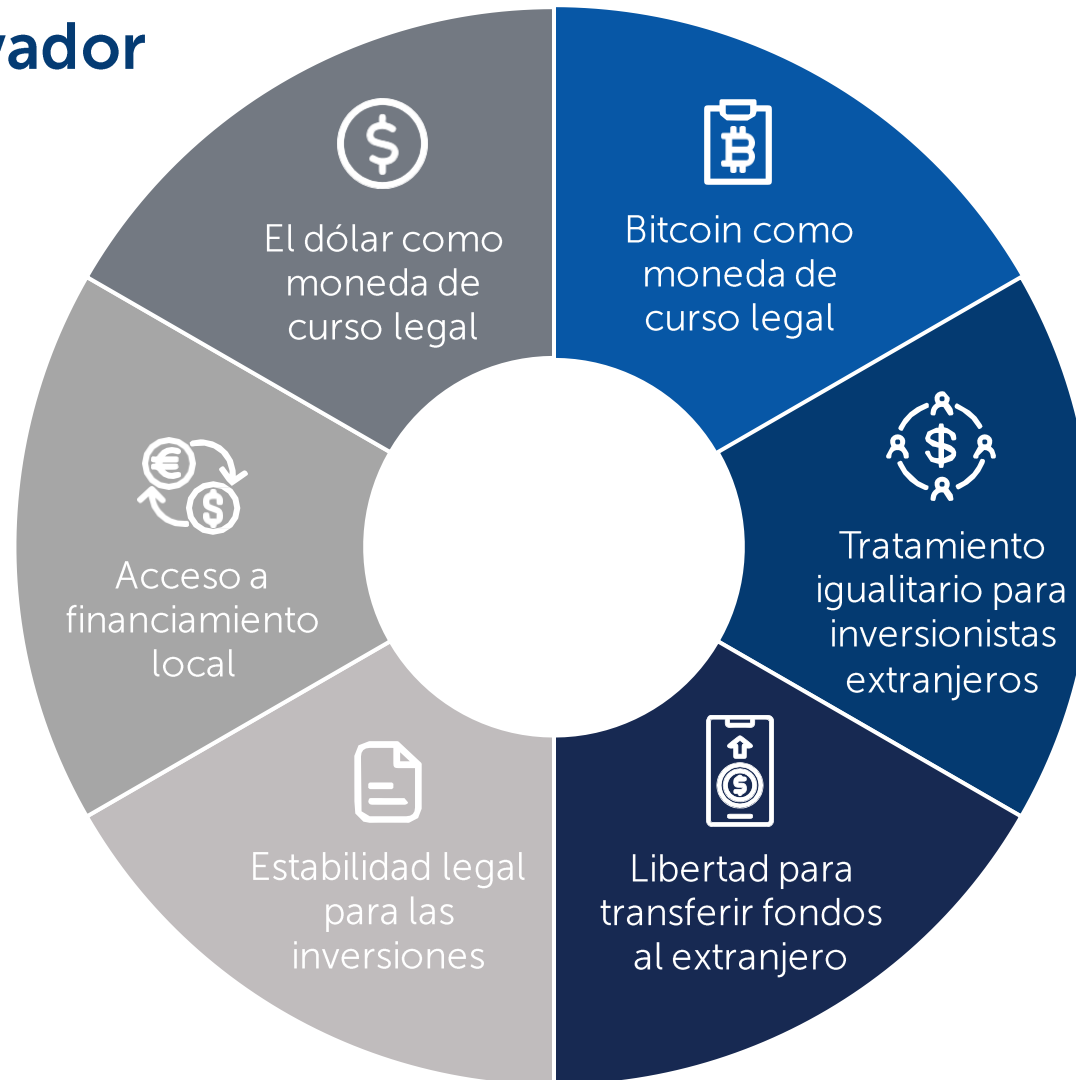 vador
El dólar como
moneda de
curso legal
Bitcoin como
moneda de
curso legal
Tratamiento
igualitario para
inversionistas
extranjeros
Libertad para
transferir fondos
al extranjero
Estabilidad legal
para las
inversiones
Acceso a
financiamiento
local